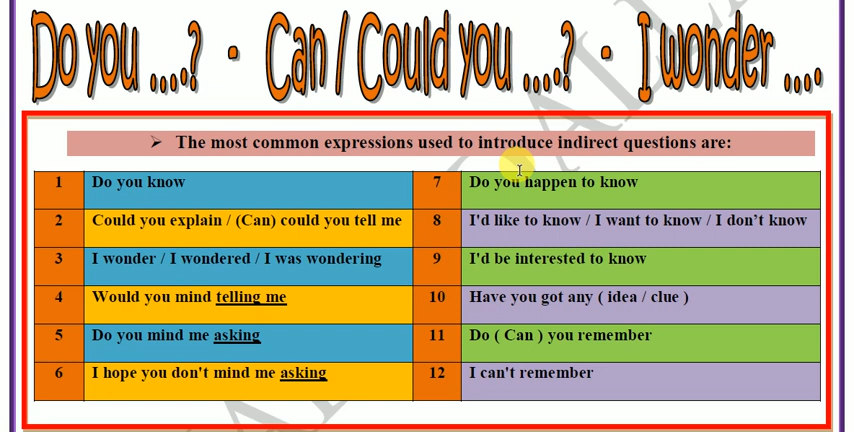 Do you ....? · Can / Could you ....? · I wonder ....
➢ The most common expressions used to introduce indirect questions are:
1 Do you know 7 Do you happen to know
2 Could you explain / (Can) could you tell me 8 I'd like to know / I want to know / I don’t know
3 I wonder / I wondered / I was wondering 9 I'd be interested to know
4 Would you mind telling me 10 Have you got any ( idea / clue )
5 Do you mind me asking 11 Do ( Can ) you remember
6 I hope you don't mind me asking 12 I can't remember